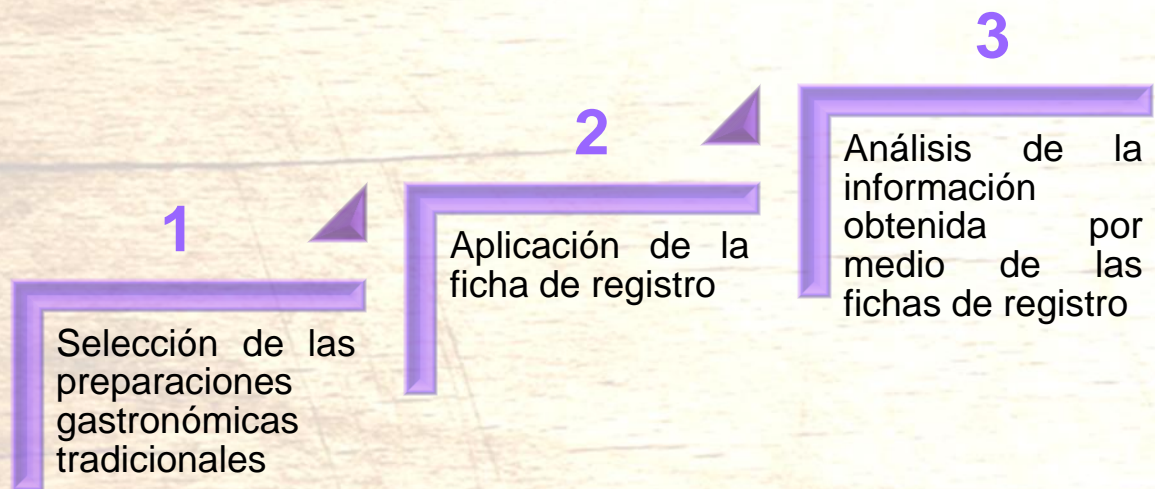 1
Selección de las
preparaciones
gastronómicas
tradicionales
2
Aplicación de la
ficha de registro
3
Análisis de la
información
obtenida por
medio de las
fichas de registro